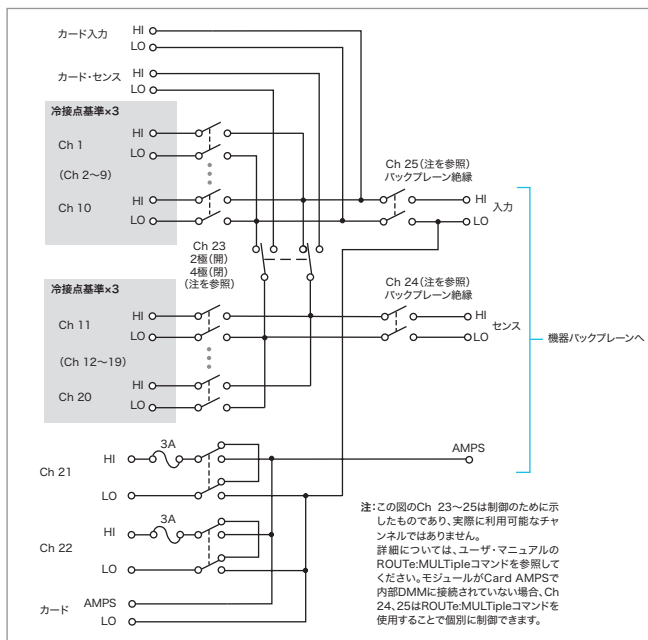 カード入力 HI
LO
カード・センス HI
LO
冷接点基準×3
Ch 1 HI
LO
(Ch 2～9)
Ch 10 HI
LO
Ch 25(注を参照)
バックプレーン絶縁
HI
入力
LO
Ch 23
2極(開)
4極(閉)
(注を参照)
冷接点基準×3
Ch 11 HI
LO
(Ch 12～19)
Ch 20 HI
LO
Ch 24(注を参照)
バックプレーン絶縁
HI
センス
LO
機器バックプレーンへ
Ch 21 HI 3A
LO
AMPS
Ch 22 HI 3A
LO
カード AMPS
LO
注:この図のCh 23～25は制御のために示
したものであり、実際に利用可能なチャ
ンネルではありません。
詳細については、ユーザ・マニュアルの
ROUTe:MULTipleコマンドを参照して
ください。モジュールがCard AMPSで
内部DMMに接続されていない場合、Ch
24、25はROUTe:MULTipleコマンドを
使用することで個別に制御できます。